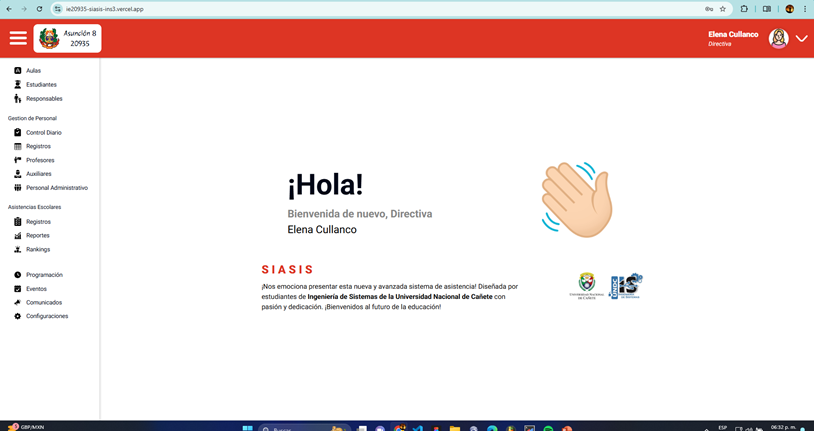 ie20935-siasis-ins3.vercel.app
Asunción 8
20935
Elena Cullanco
Directiva
Aulas
Estudiantes
Responsables
Gestion de Personal
Control Diario
Registros
Profesores
Auxiliares
Personal Administrativo
Asistencias Escolares
Registros
Reportes
Rankings
Programación
Eventos
Comunicados
Configuraciones
¡Hola!
Bienvenida de nuevo, Directiva
Elena Cullanco
SIASIS
¡Nos emociona presentar esta nueva y avanzada sistema de asistencia! Diseñada por
estudiantes de Ingeniería de Sistemas de la Universidad Nacional de Cañete con
pasión y dedicación. ¡Bienvenidos al futuro de la educación!
UNDC
IS
GBP/MXN
Buscar
ESP
06:32 p. m.